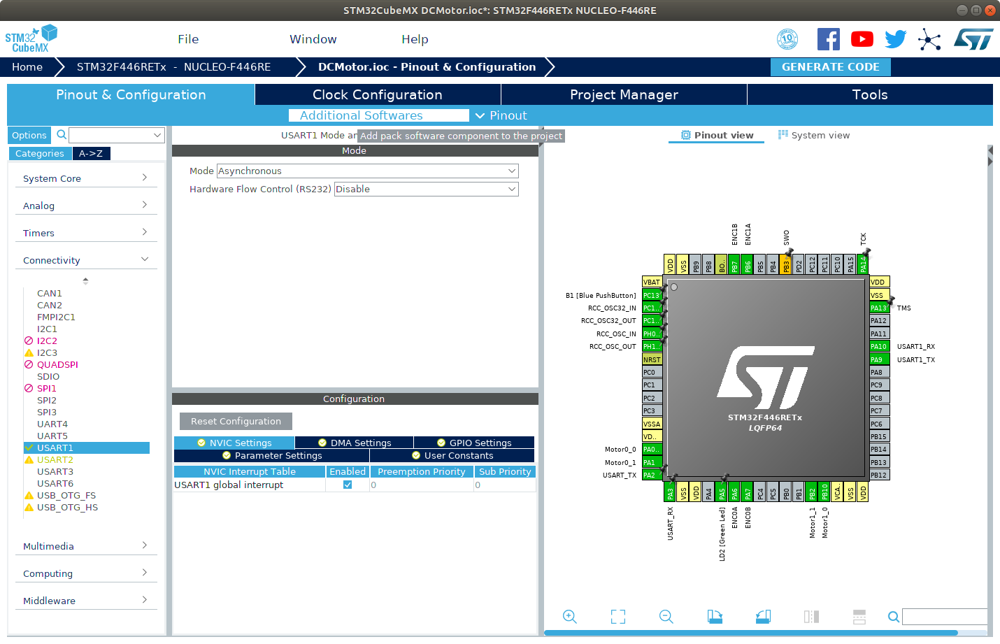 STM32CubeMX DCMotor.ioc*: STM32F446RETx NUCLEO-F446RE
STM32 CubeMX
File Window Help
10
Home STM32F446RETx - NUCLEO-F446RE DCMotor.ioc - Pinout & Configuration GENERATE CODE
Pinout & Configuration Clock Configuration Project Manager Tools
Additional Softwares Pinout
Options
Categories A->Z
System Core
Analog
Timers
Connectivity
CAN1
CAN2
FMPI2C1
I2C1
I2C2
I2C3
QUADSPI
SDIO
SPI1
SPI2
SPI3
UART4
UART5
USART1
USART2
USART3
USART6
USB_OTG_FS
USB_OTG_HS
Multimedia
Computing
Middleware
USART1 Mode an
Add pack software component to the project
Mode
Mode Asynchronous
Hardware Flow Control (RS232) Disable
Configuration
Reset Configuration
NVIC Settings DMA Settings GPIO Settings
Parameter Settings User Constants
NVIC Interrupt Table Enabled Preemption Priority Sub Priority
USART1 global interrupt 0 0
Pinout view System view
ENC1B ENC1A SWO TCK
VDD VSS PB9 PB8 BO.. PB7 PB6 PB5 PB4 PB3 PD2 PC12 PC11 PC10 PA15 PA14
VBAT VDD
B1 [Blue PushButton] PC13 VSS
RCC_OSC32_IN PC1.. PA13 TMS
RCC_OSC32_OUT PC1.. PA12
RCC_OSC_IN PH0.. PA11
RCC_OSC_OUT PH1.. PA10 USART1_RX
NRST PA9 USART1_TX
PC0 PA8
PC1 PC9
PC2 PC8
PC3 PC7
VSSA PC6
VD.. PB15
Motor0_0 PA0.. PB14
Motor0_1 PA1 PB13
USART_TX PA2 PB12
STM32F446RETx
LQFP64
PA3 VSS VDD PA4 PA5 PA6 PA7 PC4 PC5 PB0 PB1 PB2 PB10 VCA.. VSS VDD
USART_RX LD2 [Green Led] ENC0A ENC0B Motor1_1 Motor1_0